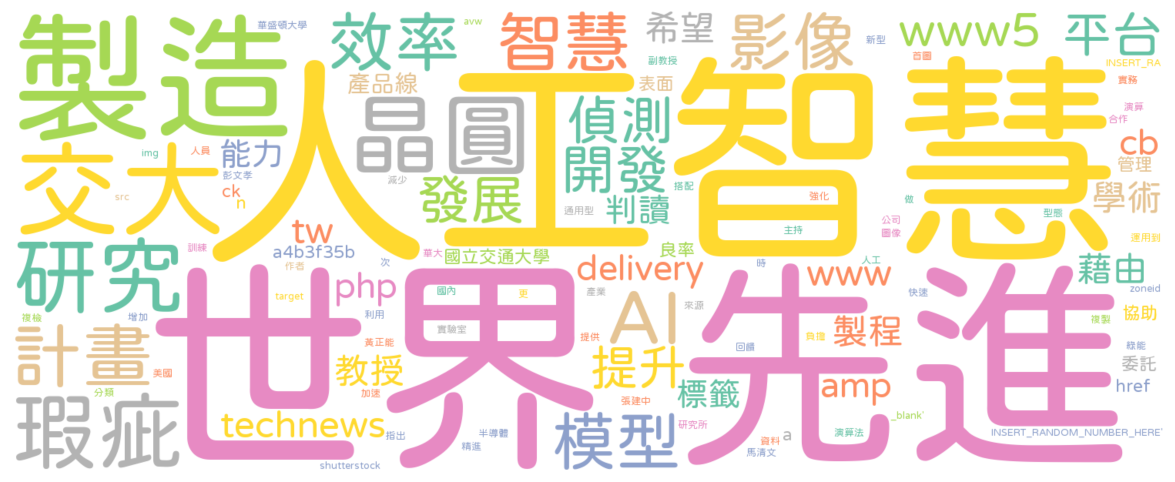 華盛頓大學
avw
製造
效率
智慧
希望
影像
新型
www5
平台
首圖
INSERT_RA
副教授
產品線
表面
實務
人工智慧
晶圓
偵測
演算
合作
cb
交大
img
人員
能力
開發
管理
彭文孝
減少
搭配
ck
src
n
發展
通用型
判讀
強化
做
型態
學術
tw
主持
公司
圖像
運用到
訓練
a4b3f35b
華大
國立交通大學
良率
研究
作者
次
delivery
時
人工
www
藉由
php
target
國內
更
AI
產業
來源
快速
zoneid
世界先進
複檢
增加
利用
實驗室
計畫
黃正能
提供
回饋
負擔
製程
複製
協助
綠能
美國
教授
提升
委託
分類
加速
標籤
amp
href
瑕疵
張建中
technews
指出
半導體
模型
研究所
_blank`
精進
資料
a
演算法
INSERT_RANDOM_NUMBER_HERE`
馬清文
shutterstock